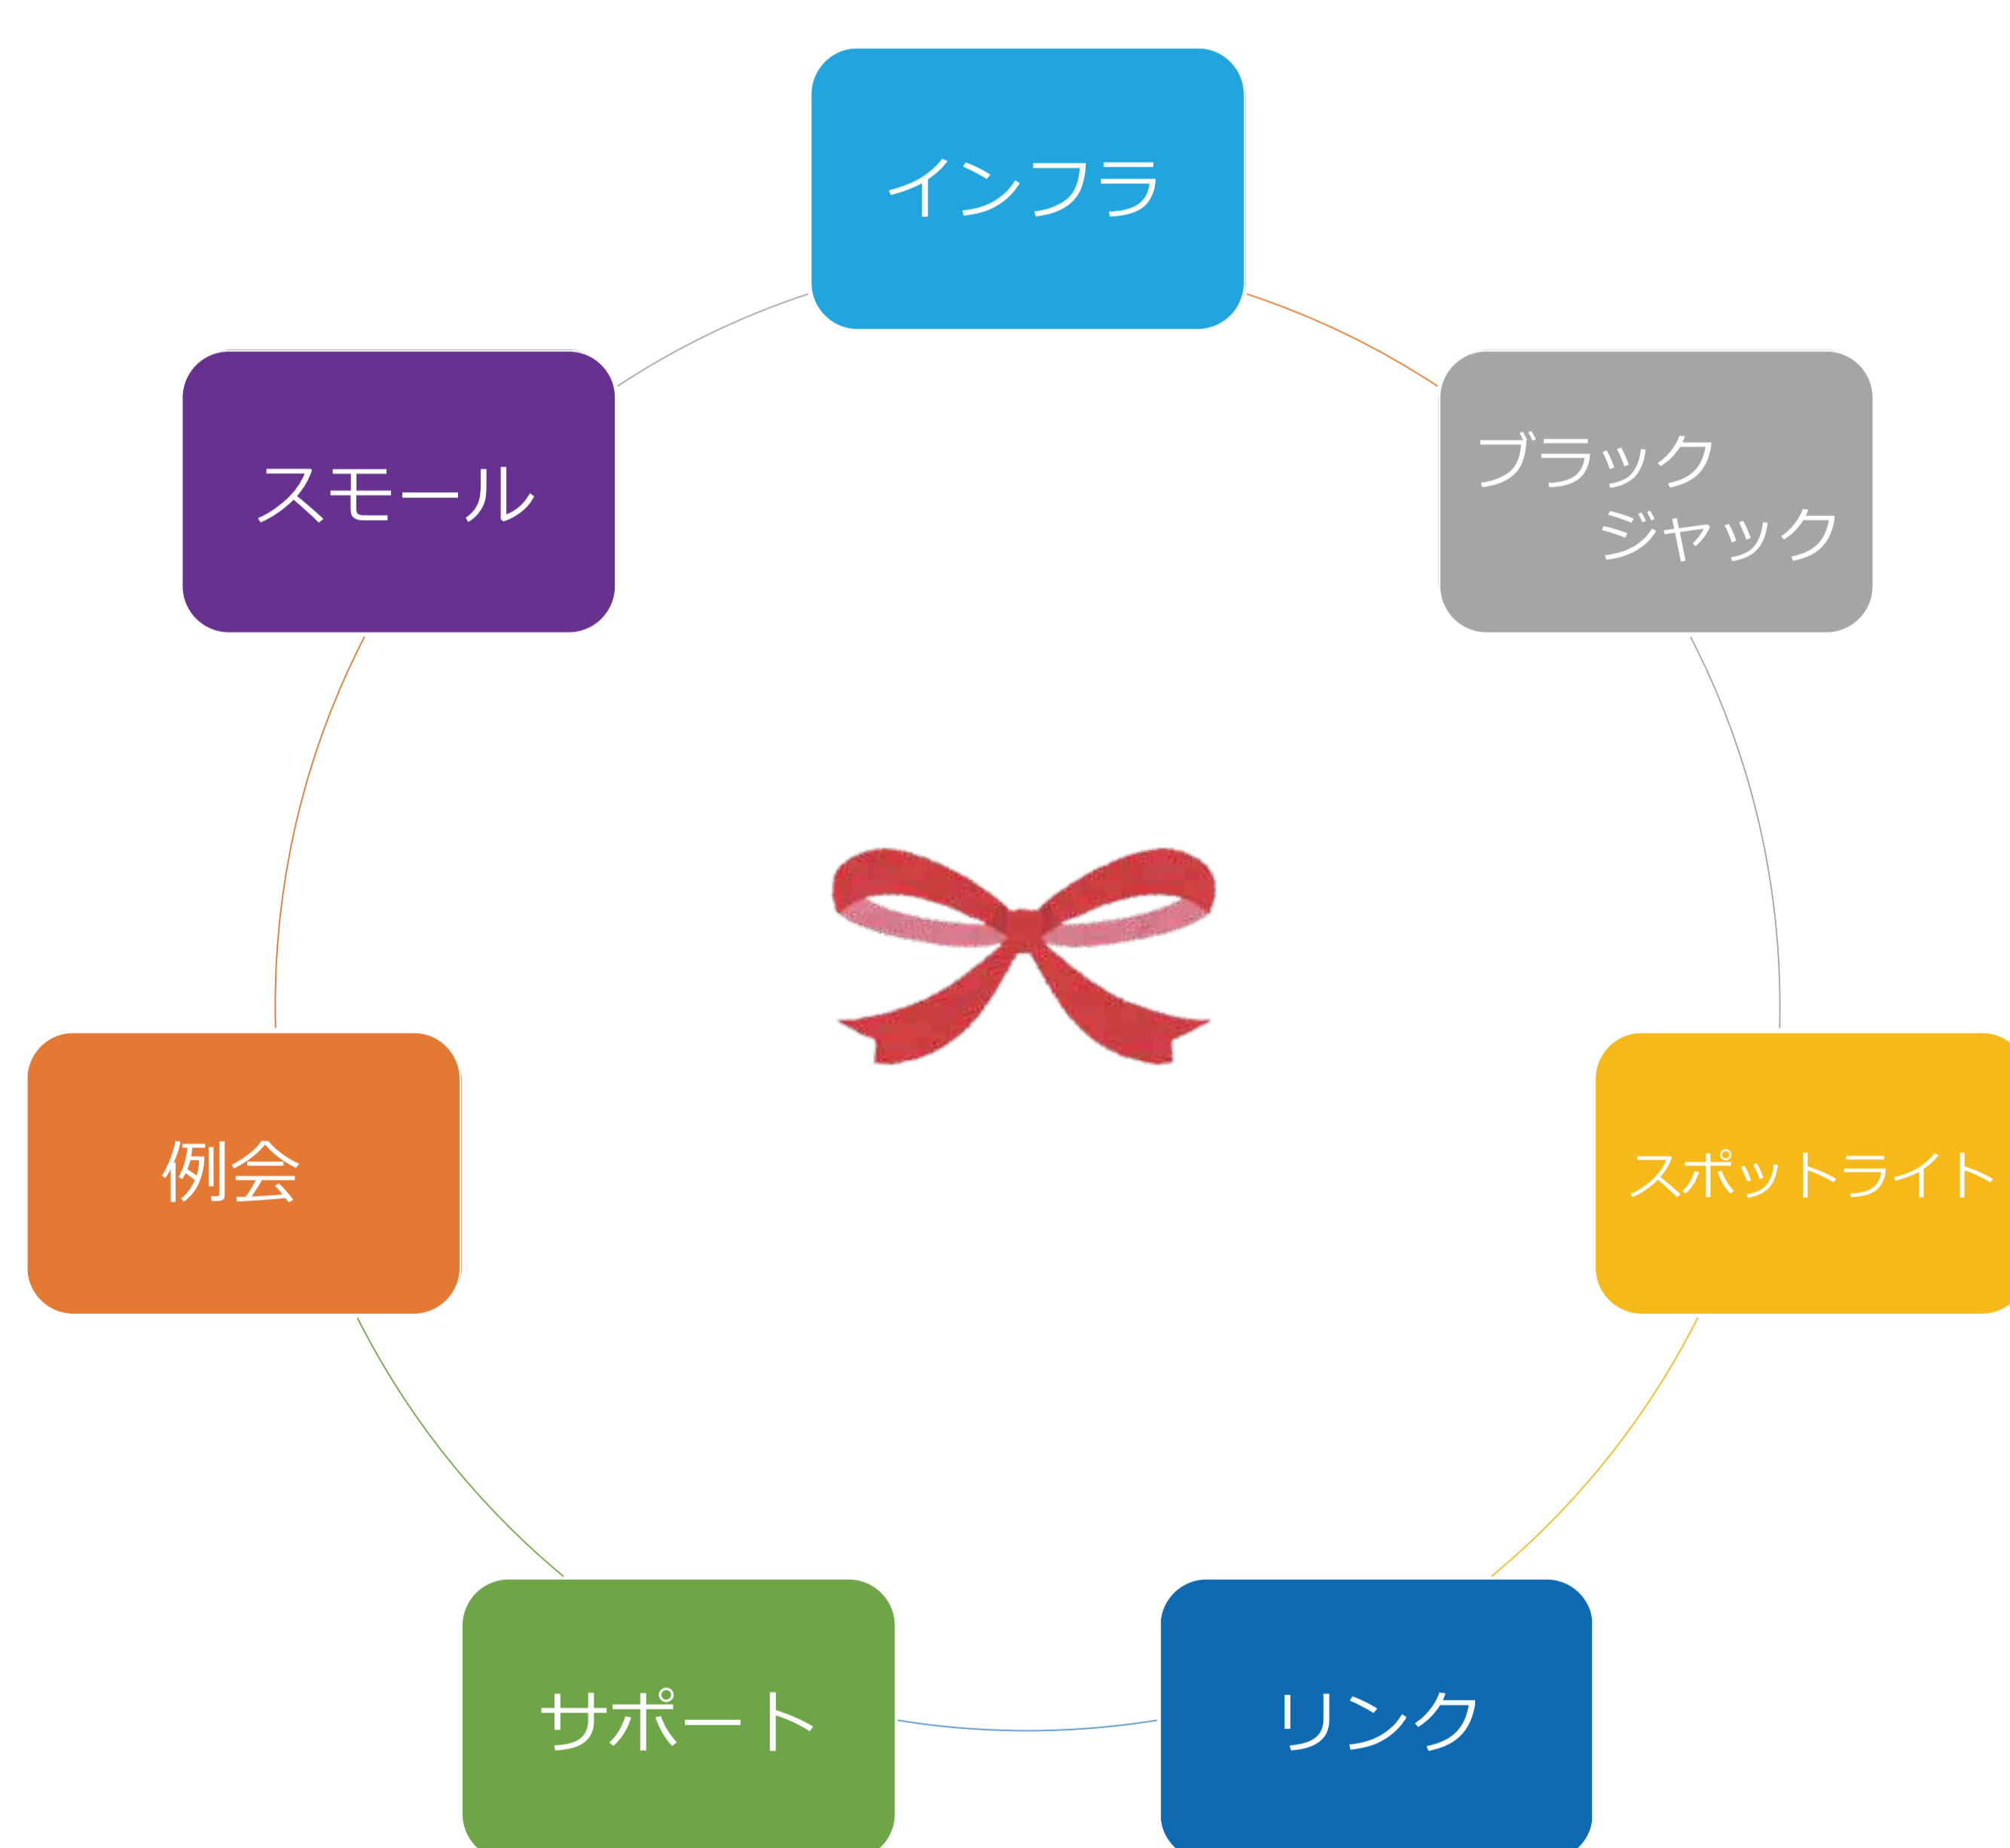 インフラ
スモール
ブラック
ジャック
例会
スポットライト
サポート
リンク